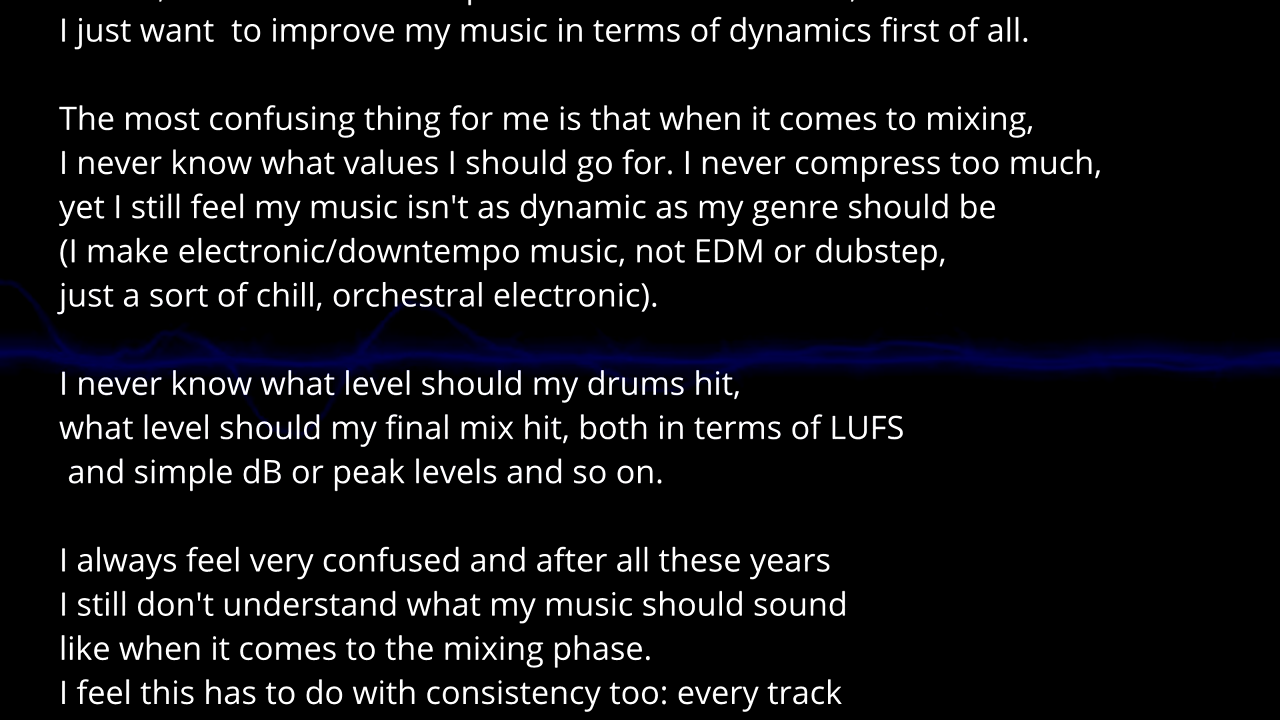 I just want  to improve my music in terms of dynamics first of all.
The most confusing thing for me is that when it comes to mixing,
I never know what values I should go for. I never compress too much,
yet I still feel my music isn't as dynamic as my genre should be
(I make electronic/downtempo music, not EDM or dubstep,
just a sort of chill, orchestral electronic).
I never know what level should my drums hit,
what level should my final mix hit, both in terms of LUFS
and simple dB or peak levels and so on.
I always feel very confused and after all these years
I still don't understand what my music should sound
like when it comes to the mixing phase.
I feel this has to do with consistency too: every track